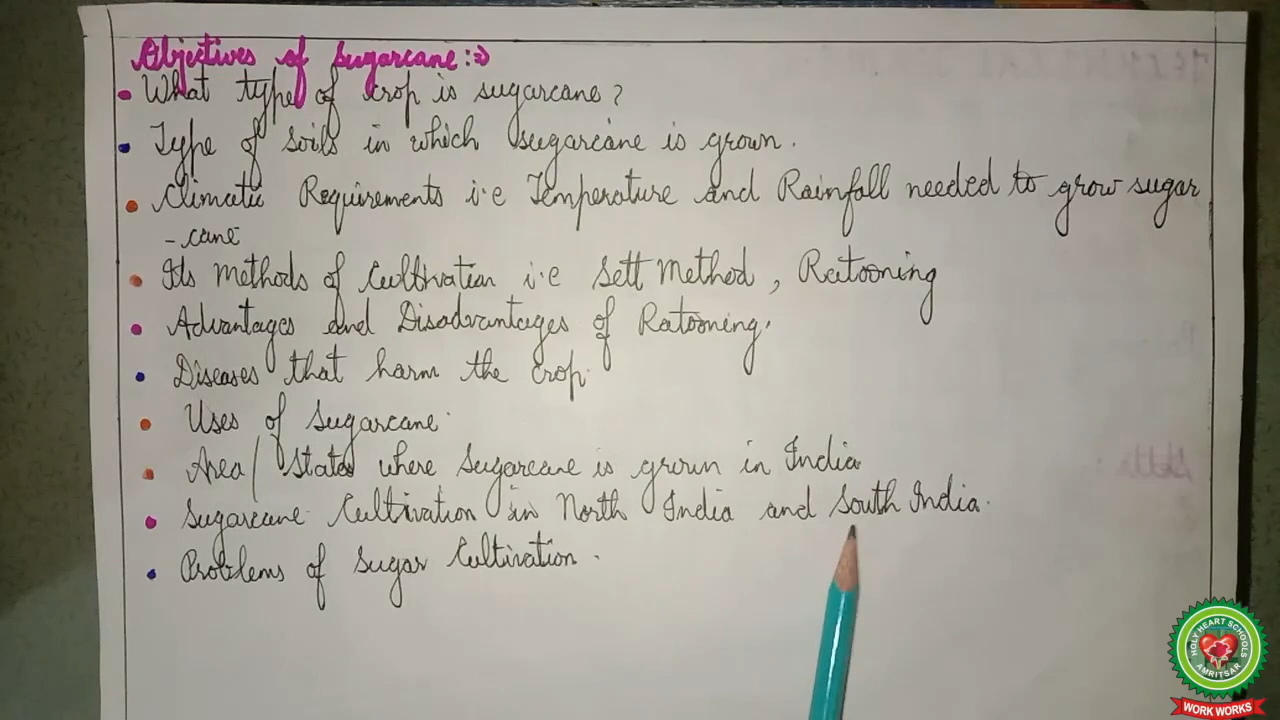 Objectives of Sugarcane:⇒
• What type of crop is sugarcane?
• Type of soils in which sugarcane is grown.
• Climatic Requirements i.e Temperature and Rainfall needed to grow sugar
- cane
• Its methods of Cultivation i.e Sett Method, Ratooning
• Advantages and Disadvantages of Ratooning.
• Diseases that harm the crop.
• Uses of Sugarcane.
• Area/ States where Sugarcane is grown in India
• Sugarcane Cultivation in North India and South India.
• Problems of Sugar Cultivation.
HOLY HEART SCHOOLS
AMRITSAR
WORK WORKS